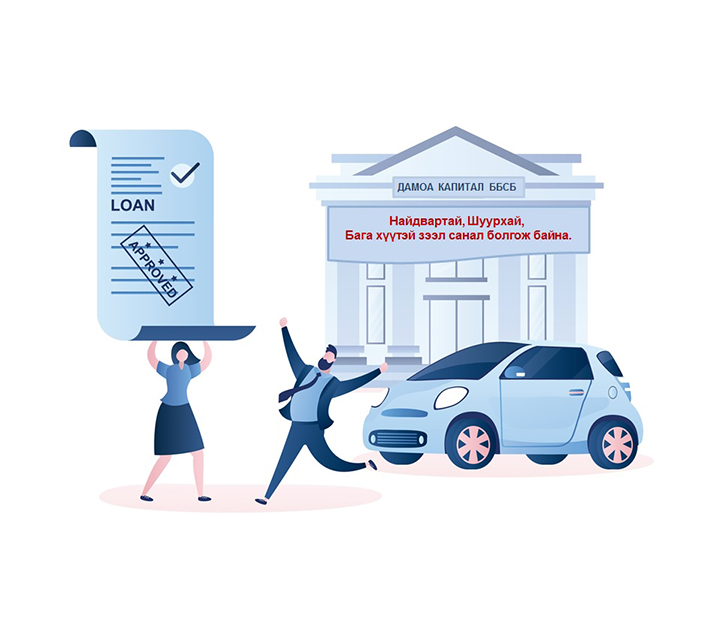 LOAN
APPROVED
ДАМОА КАПИТАЛ ББСБ
Найдвартай, Шуурхай,
Бага хүүтэй зээл санал болгож байна.